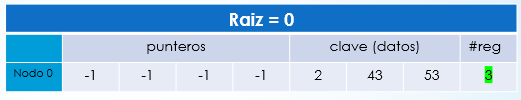 Raiz = 0
punteros clave (datos) #reg
Nodo 0 -1 -1 -1 -1 2 43 53 3